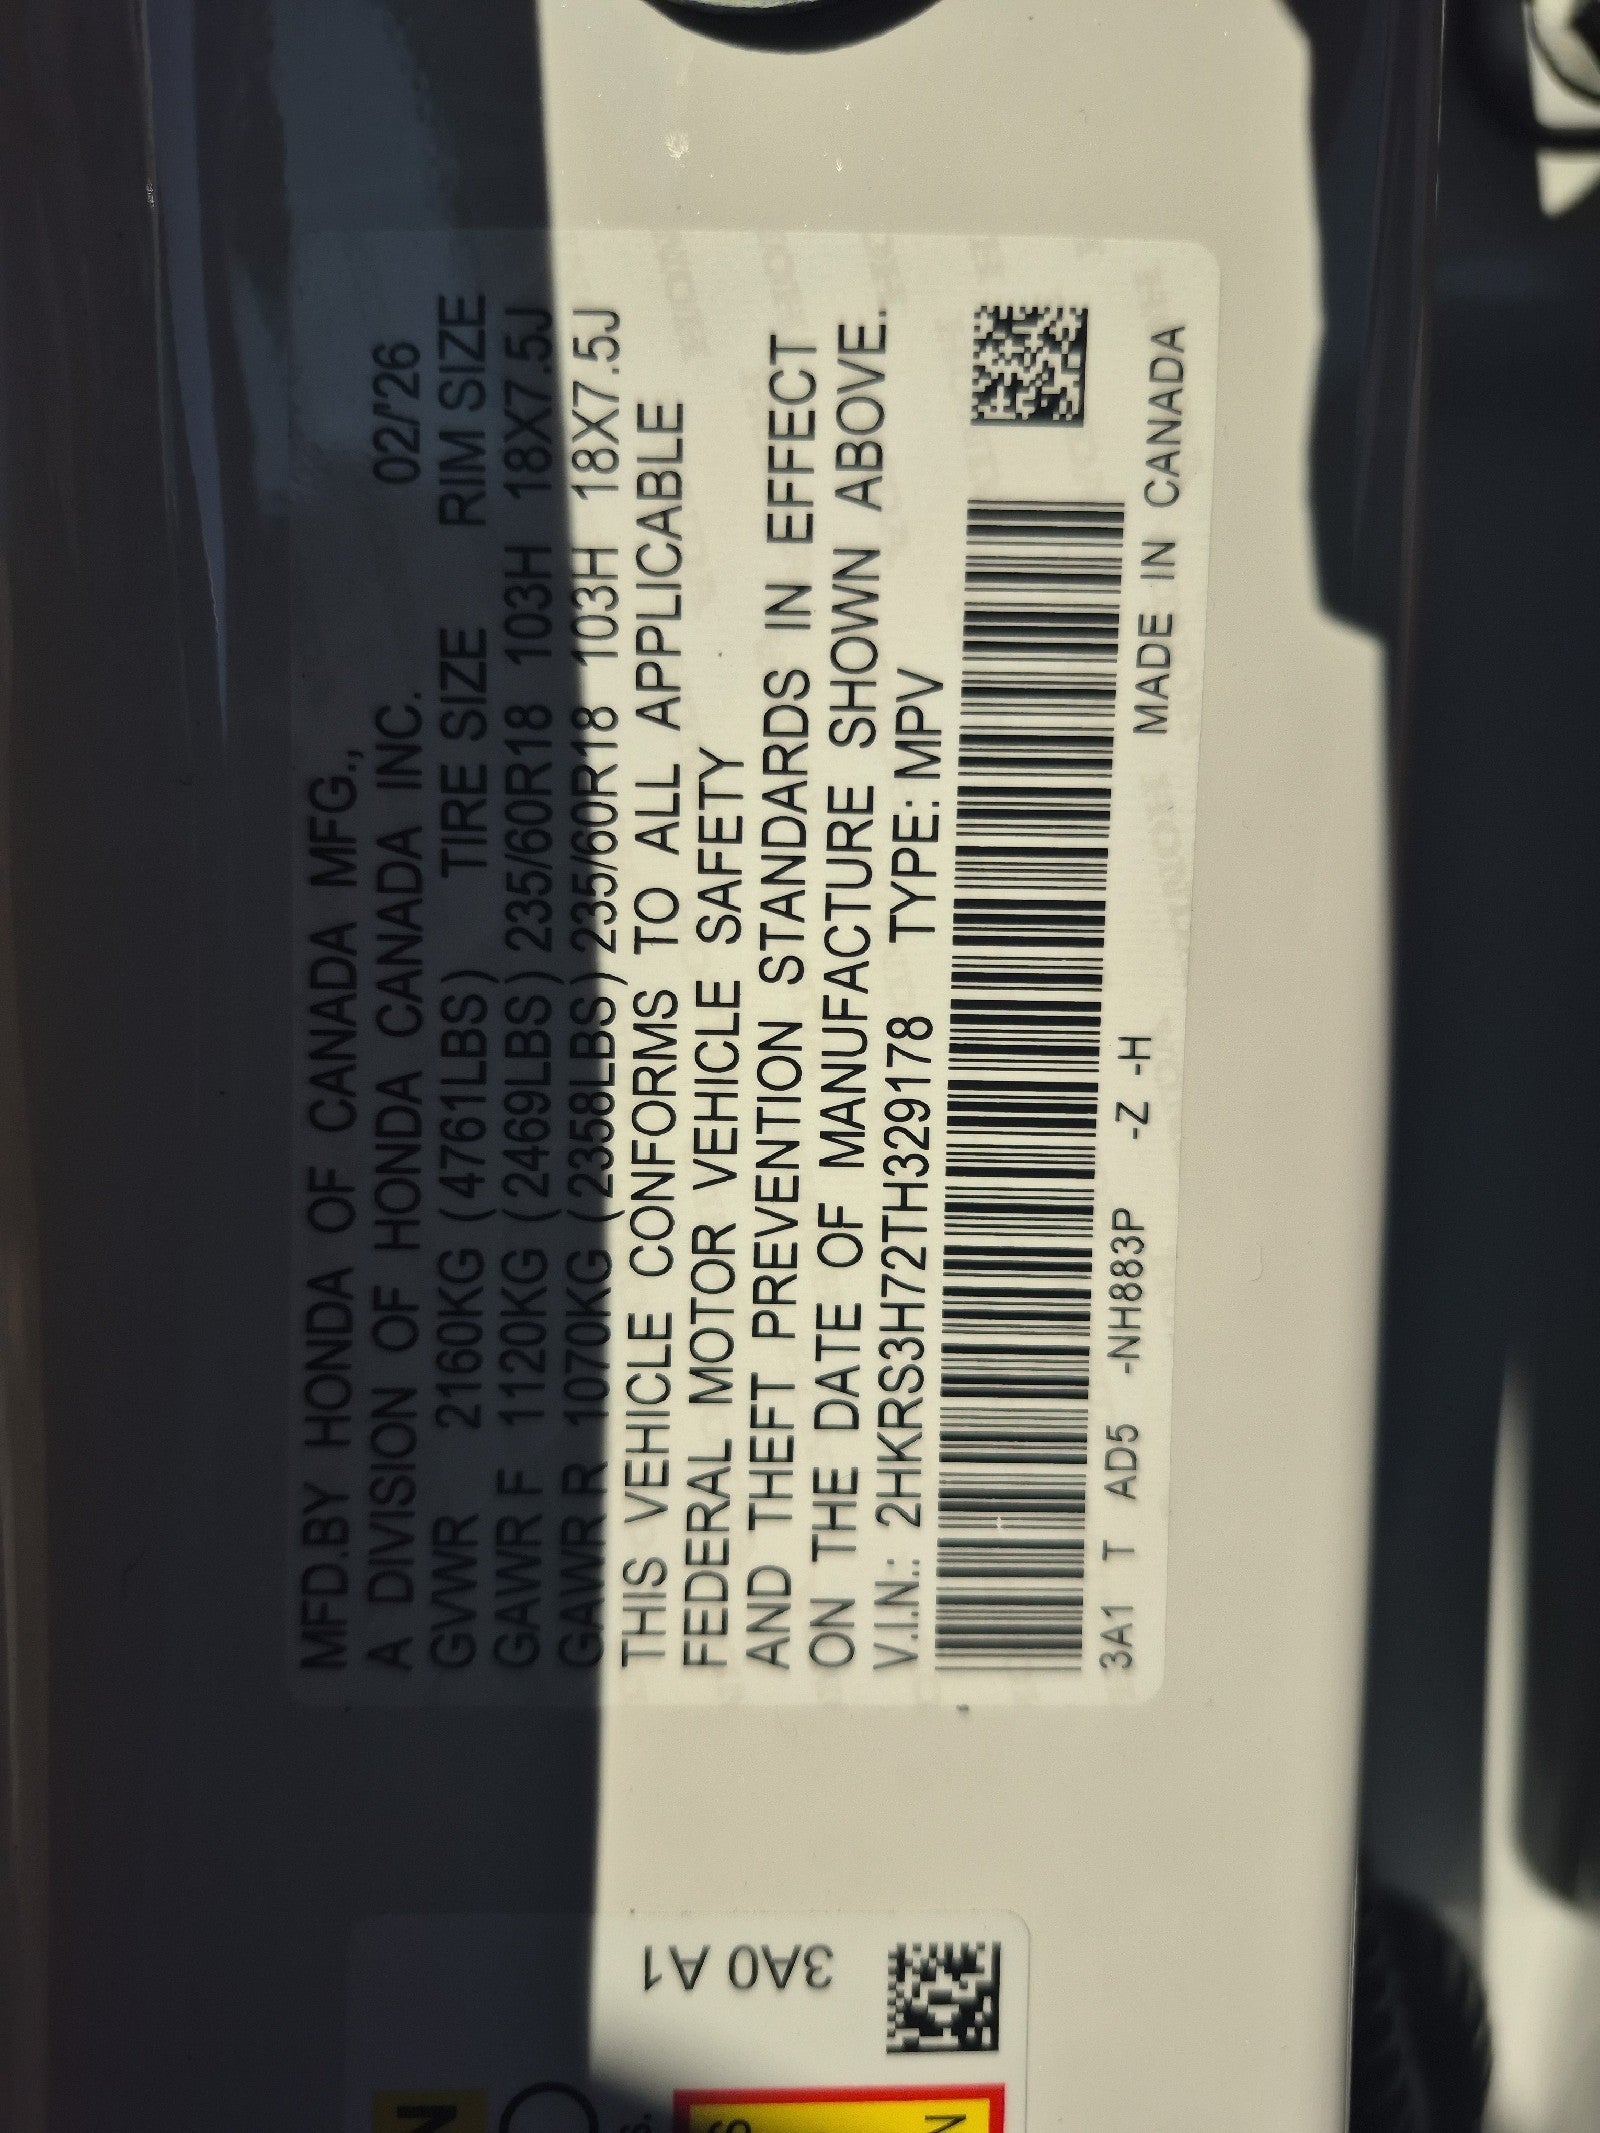 MFD.BY HONDA OF CANADA MFG.,
A DIVISION OF HONDA CANADA INC. 02/'26
GVWR 2160KG (4761LBS) TIRE SIZE RIM SIZE
GAWR F 1120KG (2469LBS) 235/60R18 103H 18X7.5J
GAWR R 1070KG (2358LBS) 235/60R18 103H 18X7.5J
THIS VEHICLE CONFORMS TO ALL APPLICABLE
FEDERAL MOTOR VEHICLE SAFETY
AND THEFT PREVENTION STANDARDS IN EFFECT
ON THE DATE OF MANUFACTURE SHOWN ABOVE.
V.I.N.: 2HKRS3H72TH329178 TYPE: MPV
3A1 T AD5 -NH883P -Z -H MADE IN CANADA
3A0 A1